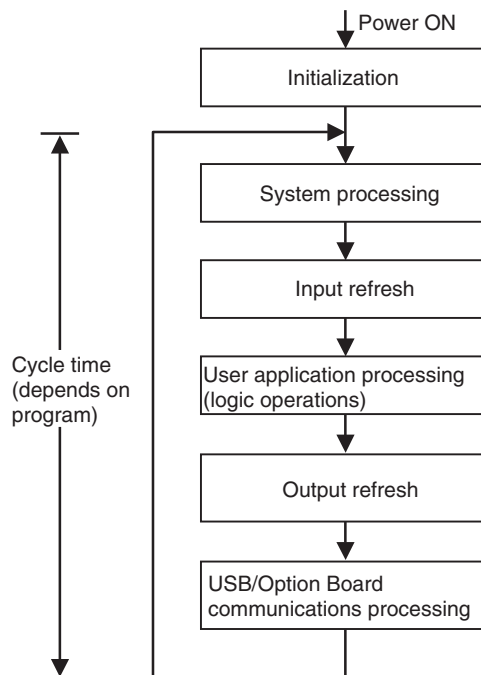 Power ON
Initialization
System processing
Input refresh
Cycle time
(depends on
program)
User application processing
(logic operations)
Output refresh
USB/Option Board
communications processing